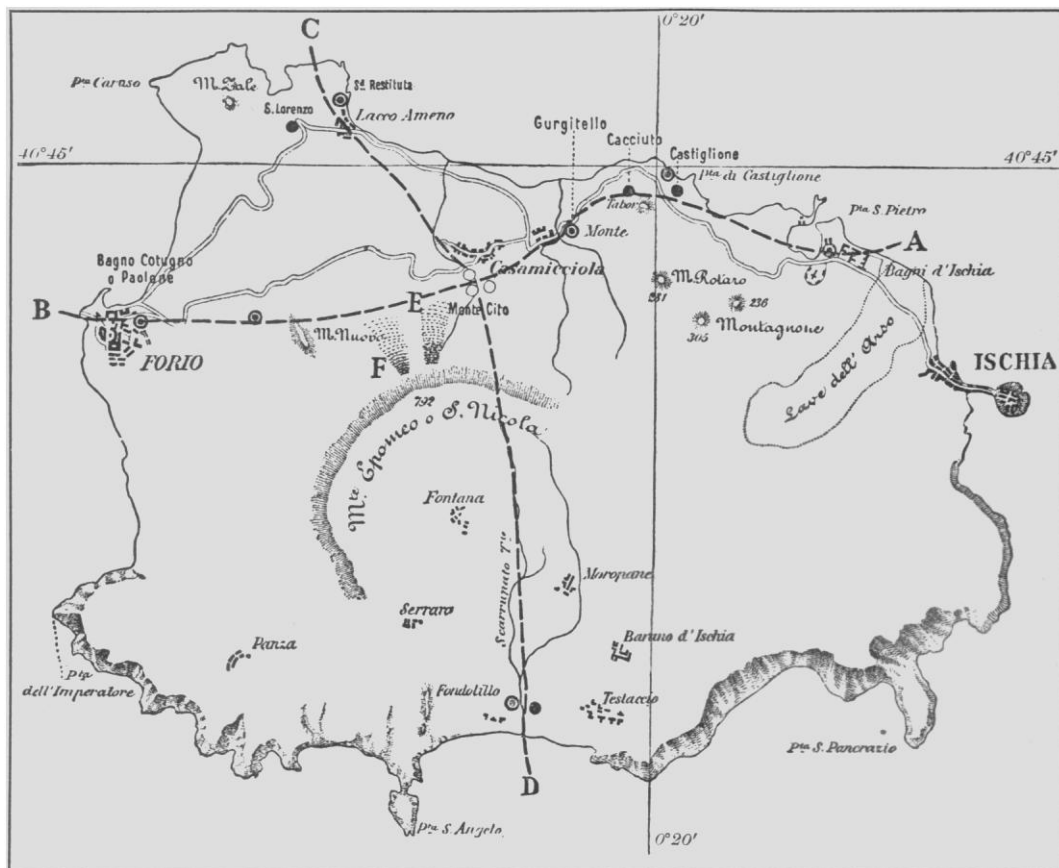 C
0°20'
Pta Caruso
M. Zale
Sa Restituta
S. Lorenzo
Lacco Ameno
Gurgitello
Cacciuto
Castiglione
40°45'
40°45'
Pta di Castiglione
Tabor
Pta S. Pietro
Monte
A
Bagno Cotugno
o Paolone
Casamicciola
Bagni d'Ischia
M. Rotaro
231
236
B
E
Monte Cito
M. Nuovo
Montagnone
305
FORIO
F
ISCHIA
Lave dell' Arso
792
Mte Epomeo o S. Nicola
Fontana
Scarrupato Tte
Moropane
Serraro
Barano d'Ischia
Panza
Pta
dell'Imperatore
Fondolillo
Testaccio
Pta S. Pancrazio
D
Pta S. Angelo
0°20'